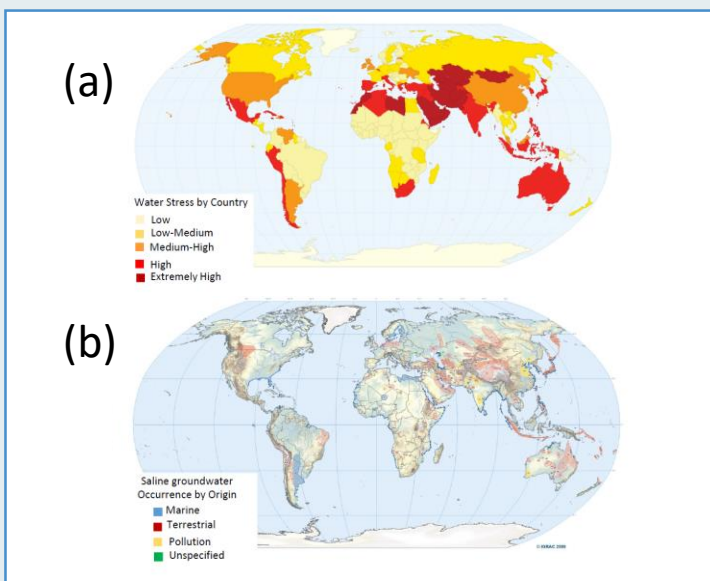 (a)
Water Stress by Country
Low
Low-Medium
Medium-High
High
Extremely High
(b)
Saline groundwater
Occurrence by Origin
Marine
Terrestrial
Pollution
Unspecified